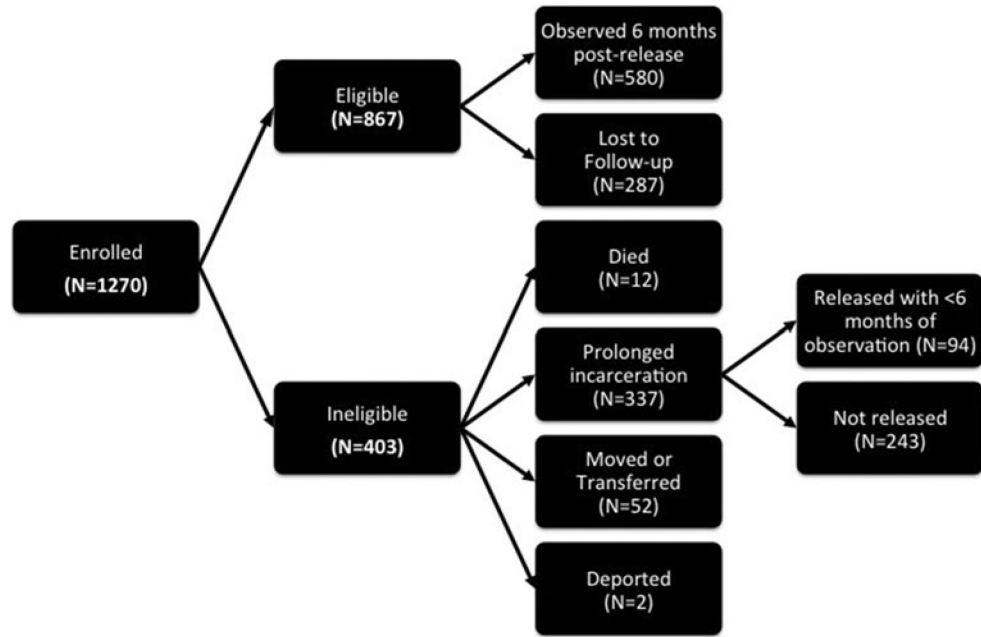 Observed 6 months
post-release
(N=580)
Eligible
(N=867)
Lost to
Follow-up
(N=287)
Enrolled
(N=1270)
Died
(N=12)
Released with <6
months of
observation (N=94)
Prolonged
incarceration
(N=337)
Ineligible
(N=403)
Not released
(N=243)
Moved or
Transferred
(N=52)
Deported
(N=2)